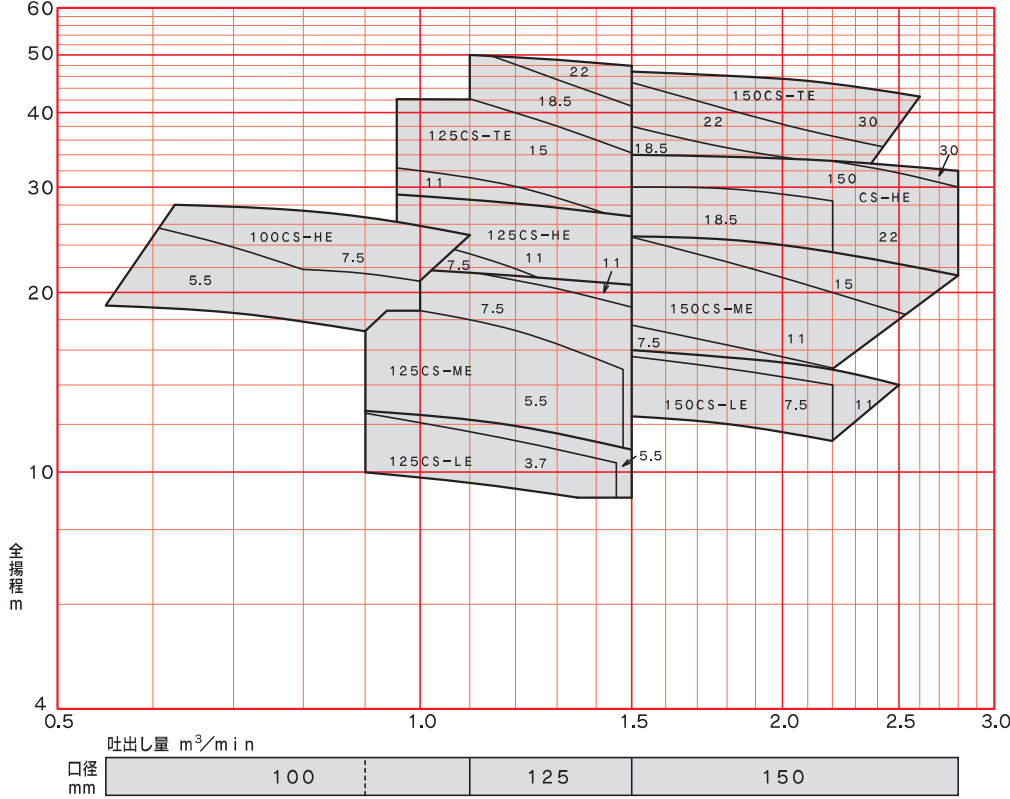 60
50
22
150CS-TE
18.5
40
22
30
125CS-TE
15
18.5
30
150
11
30
CS-HE
18.5
100CS-HE
125CS-HE
22
7.5
7.5
11
11
5.5
15
20
7.5
150CS-ME
11
7.5
125CS-ME
5.5
150CS-LE
7.5
11
5.5
125CS-LE
3.7
10
全揚程
m
4
0.5
1.0
1.5
2.0
2.5
3.0
吐出し量 m³/min
口径
mm
100
125
150